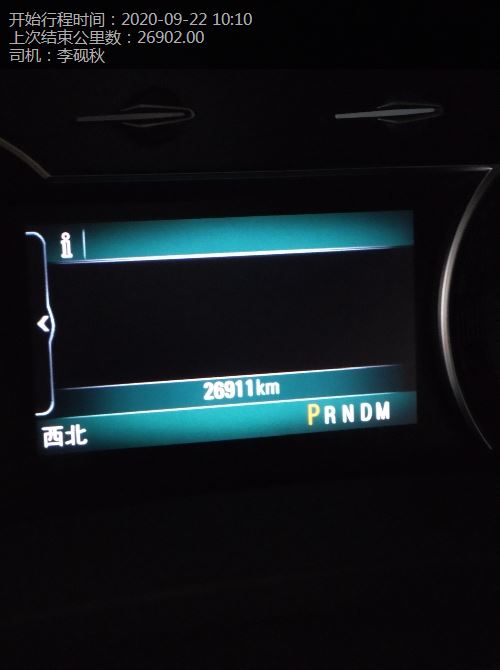 开始行程时间：2020-09-22 10:10
上次结束公里数：26902.00
司机：李砚秋
i
26911km
PRNDM
西北